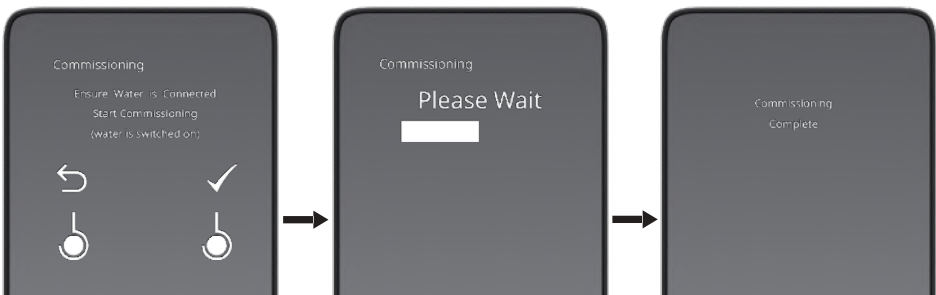 Commissioning
Ensure Water is Connected
Start Commissioning
(water is switched on)
Commissioning
Please Wait
Commissioning
Complete